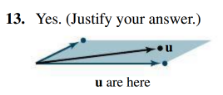 13. Yes. (Justify your answer.)
u
u are here